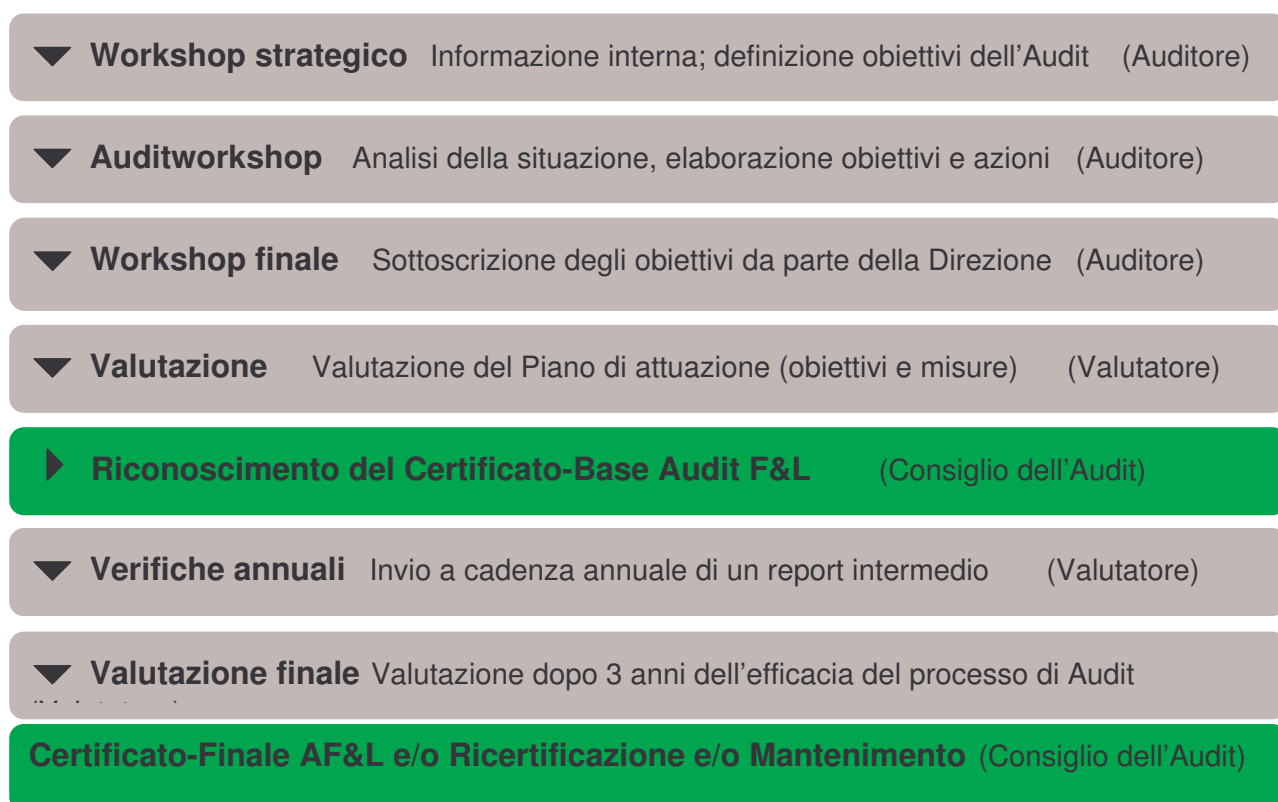 Workshop strategico Informazione interna; definizione obiettivi dell'Audit (Auditore)
Auditworkshop Analisi della situazione, elaborazione obiettivi e azioni (Auditore)
Workshop finale Sottoscrizione degli obiettivi da parte della Direzione (Auditore)
Valutazione Valutazione del Piano di attuazione (obiettivi e misure) (Valutatore)
Riconoscimento del Certificato-Base Audit F&L (Consiglio dell'Audit)
Verifiche annuali Invio a cadenza annuale di un report intermedio (Valutatore)
Valutazione finale Valutazione dopo 3 anni dell'efficacia del processo di Audit
Certificato-Finale AF&L e/o Ricertificazione e/o Mantenimento (Consiglio dell'Audit)